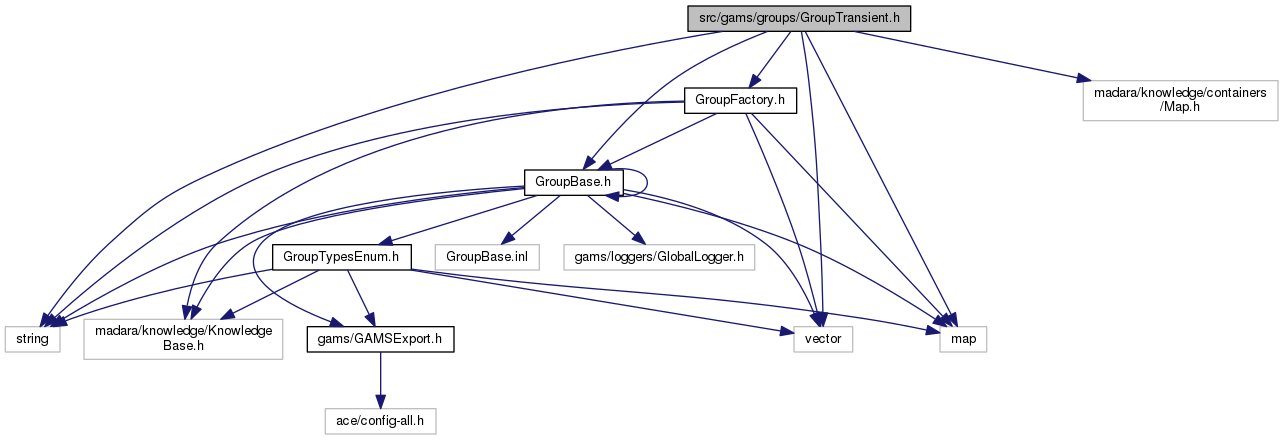 src/gams/groups/GroupTransient.h
GroupFactory.h
madara/knowledge/containers
/Map.h
GroupBase.h
GroupTypesEnum.h
GroupBase.inl
gams/loggers/GlobalLogger.h
string
madara/knowledge/Knowledge
Base.h
gams/GAMSExport.h
vector
map
ace/config-all.h